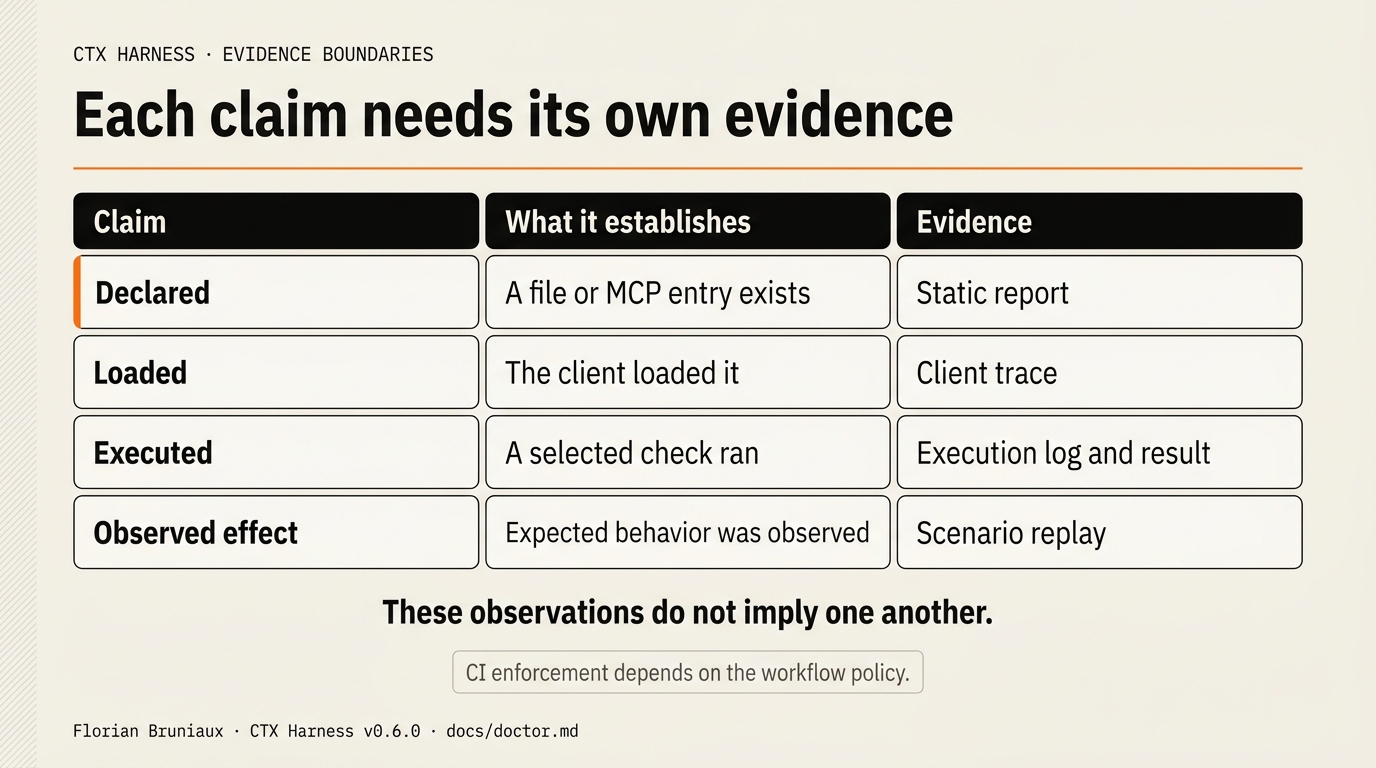 CTX HARNESS · EVIDENCE BOUNDARIES
Each claim needs its own evidence
Claim
What it establishes
Evidence
Declared
A file or MCP entry exists
Static report
Loaded
The client loaded it
Client trace
Executed
A selected check ran
Execution log and result
Observed effect
Expected behavior was observed
Scenario replay
These observations do not imply one another.
CI enforcement depends on the workflow policy.
Florian Bruniaux · CTX Harness v0.6.0 · docs/doctor.md